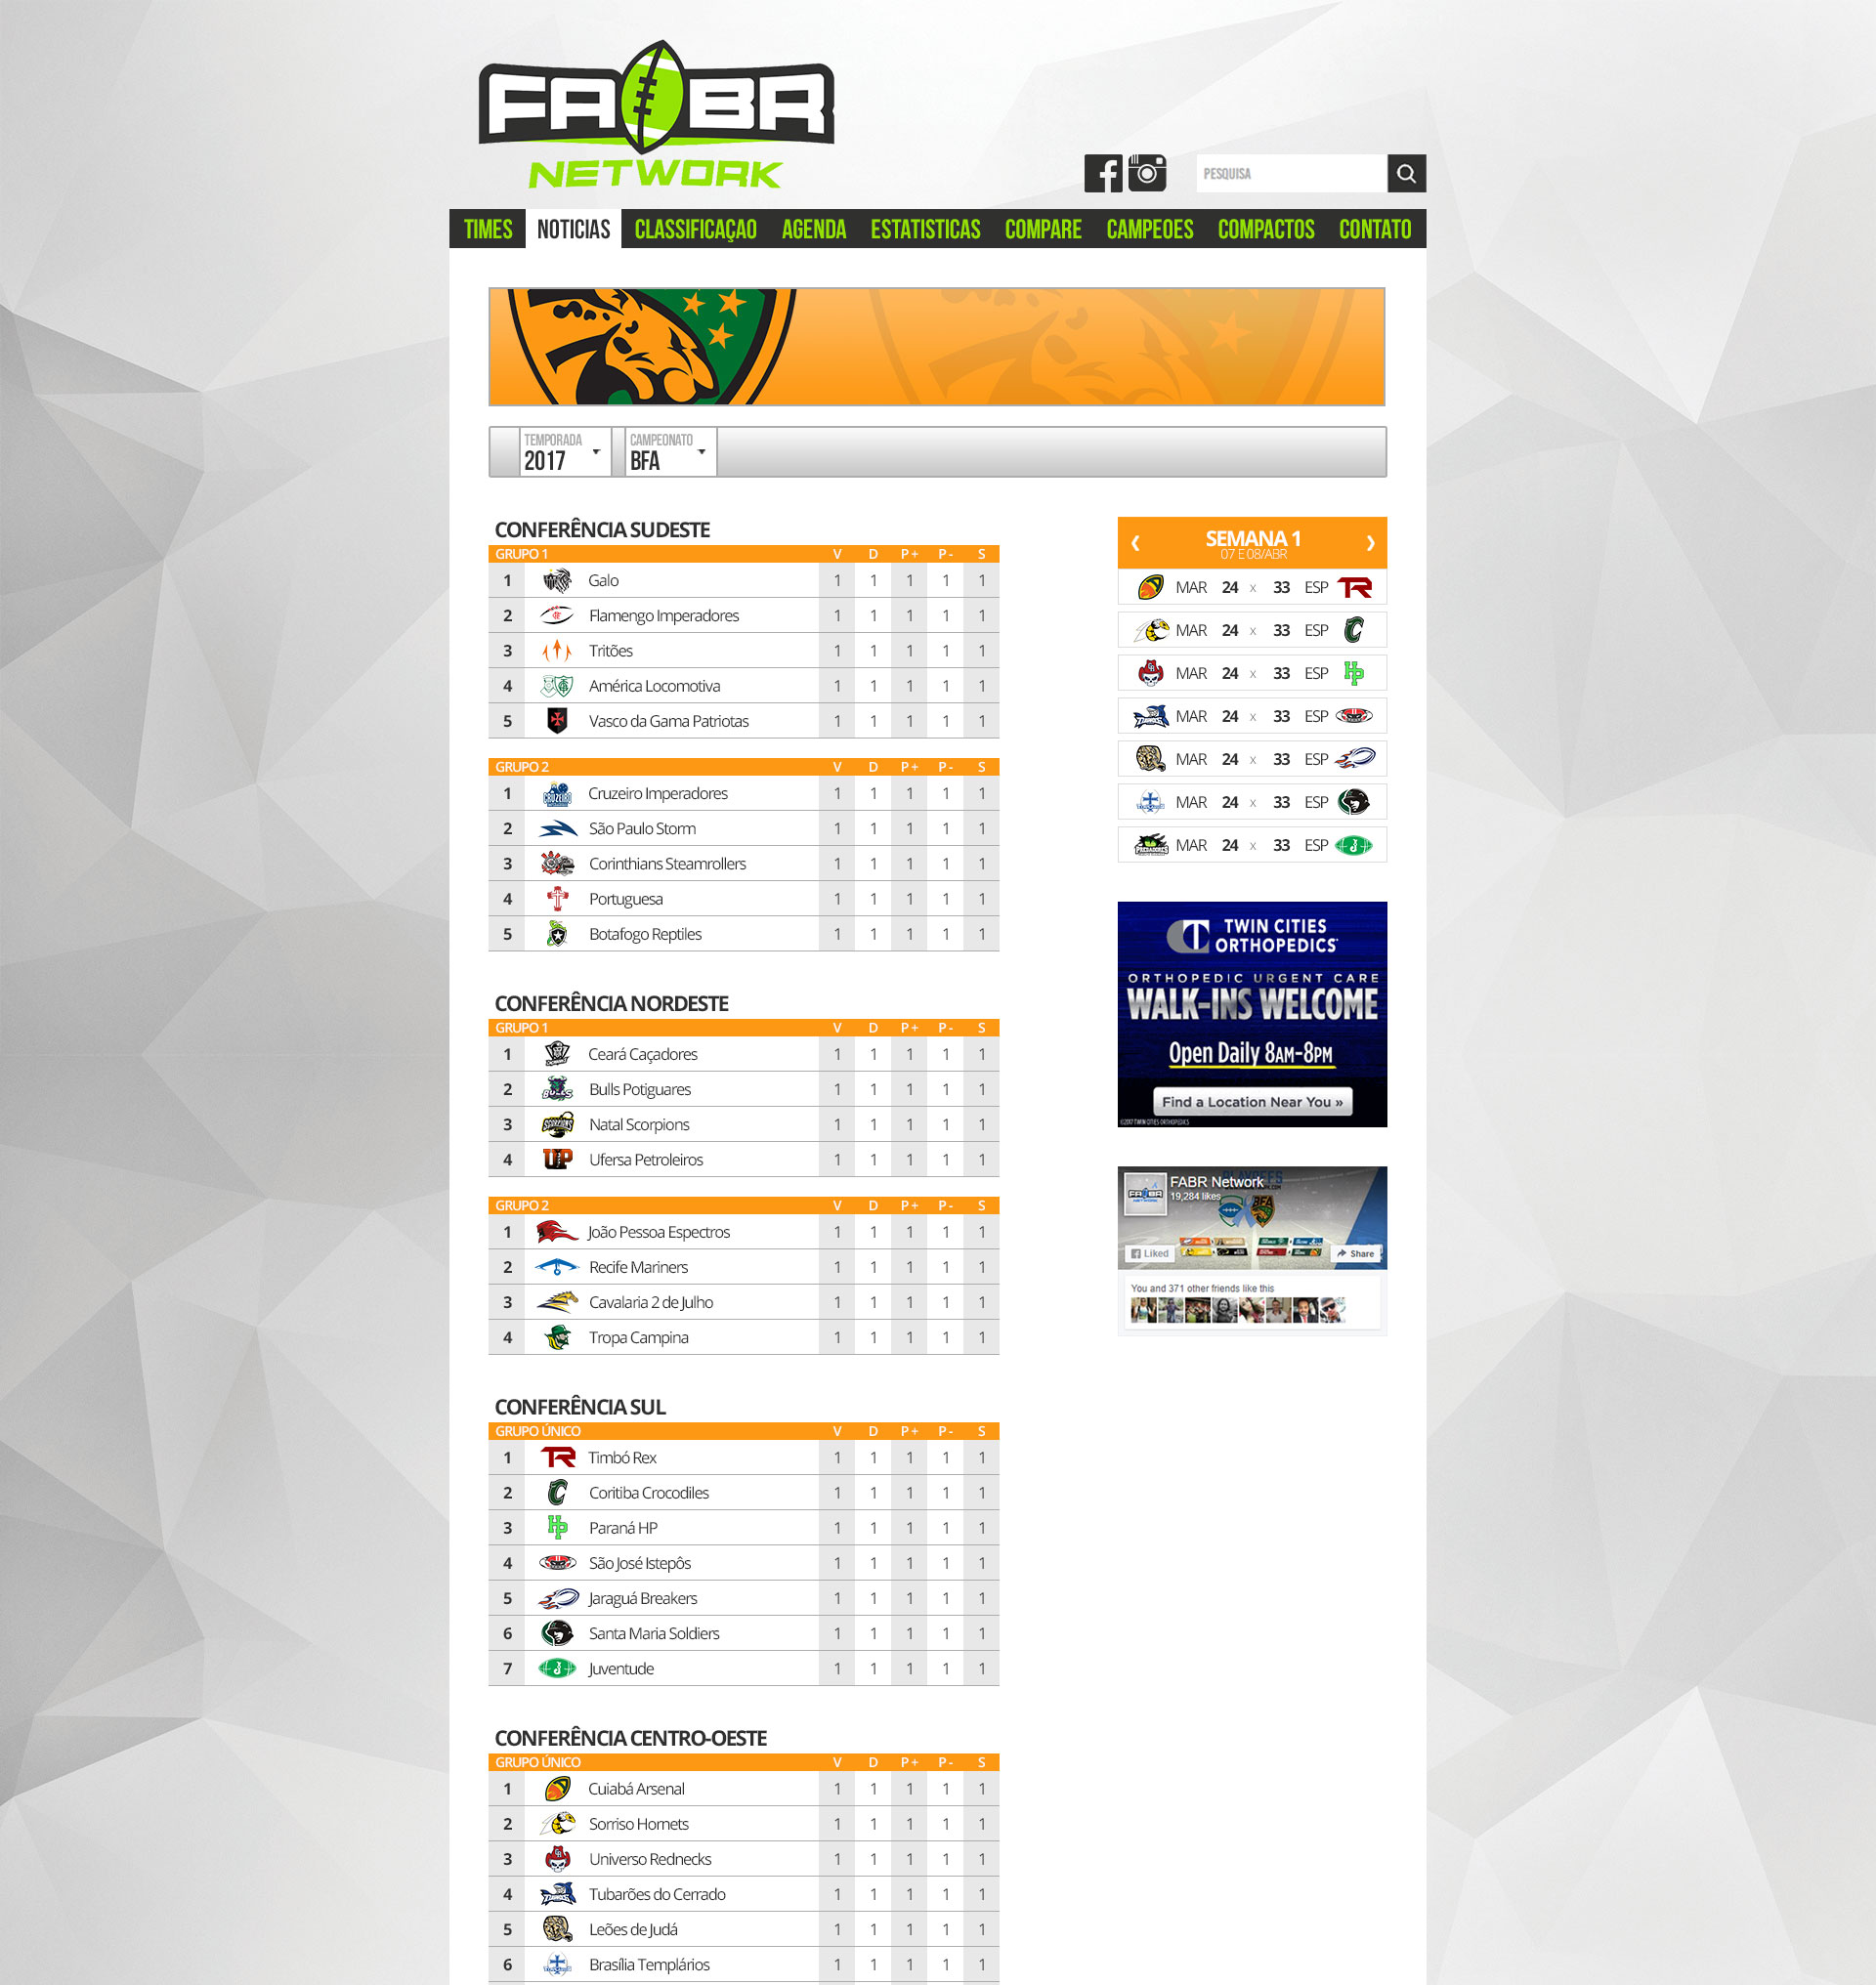 FABR
NETWORK
PESQUISA
TIMES NOTICIAS CLASSIFICAÇAO AGENDA ESTATISTICAS COMPARE CAMPEOES COMPACTOS CONTATO
TEMPORADA
2017
CAMPEONATO
BFA
CONFERÊNCIA SUDESTE
GRUPO 1 V D P+ P- S
1 Galo 1 1 1 1 1
2 Flamengo Imperadores 1 1 1 1 1
3 Tritões 1 1 1 1 1
4 América Locomotiva 1 1 1 1 1
5 Vasco da Gama Patriotas 1 1 1 1 1
GRUPO 2 V D P+ P- S
1 Cruzeiro Imperadores 1 1 1 1 1
2 São Paulo Storm 1 1 1 1 1
3 Corinthians Steamrollers 1 1 1 1 1
4 Portuguesa 1 1 1 1 1
5 Botafogo Reptiles 1 1 1 1 1
CONFERÊNCIA NORDESTE
GRUPO 1 V D P+ P- S
1 Ceará Caçadores 1 1 1 1 1
2 Bulls Potiguares 1 1 1 1 1
3 Natal Scorpions 1 1 1 1 1
4 Ufersa Petroleiros 1 1 1 1 1
GRUPO 2 V D P+ P- S
1 João Pessoa Espectros 1 1 1 1 1
2 Recife Mariners 1 1 1 1 1
3 Cavalaria 2 de Julho 1 1 1 1 1
4 Tropa Campina 1 1 1 1 1
CONFERÊNCIA SUL
GRUPO ÚNICO V D P+ P- S
1 Timbó Rex 1 1 1 1 1
2 Coritiba Crocodiles 1 1 1 1 1
3 Paraná HP 1 1 1 1 1
4 São José Istepôs 1 1 1 1 1
5 Jaraguá Breakers 1 1 1 1 1
6 Santa Maria Soldiers 1 1 1 1 1
7 Juventude 1 1 1 1 1
CONFERÊNCIA CENTRO-OESTE
GRUPO ÚNICO V D P+ P- S
1 Cuiabá Arsenal 1 1 1 1 1
2 Sorriso Hornets 1 1 1 1 1
3 Universo Rednecks 1 1 1 1 1
4 Tubarões do Cerrado 1 1 1 1 1
5 Leões de Judá 1 1 1 1 1
6 Brasília Templários 1 1 1 1 1
SEMANA 1
07 E 08/ABR
MAR 24 x 33 ESP
MAR 24 x 33 ESP
MAR 24 x 33 ESP
MAR 24 x 33 ESP
MAR 24 x 33 ESP
MAR 24 x 33 ESP
MAR 24 x 33 ESP
TWIN CITIES
ORTHOPEDICS
ORTHOPEDIC URGENT CARE
WALK-INS WELCOME
Open Daily 8AM-8PM
Find a Location Near You »
©2017 TWIN CITIES ORTHOPEDICS
FABR Network
19,284 likes
Liked
Share
You and 371 other friends like this